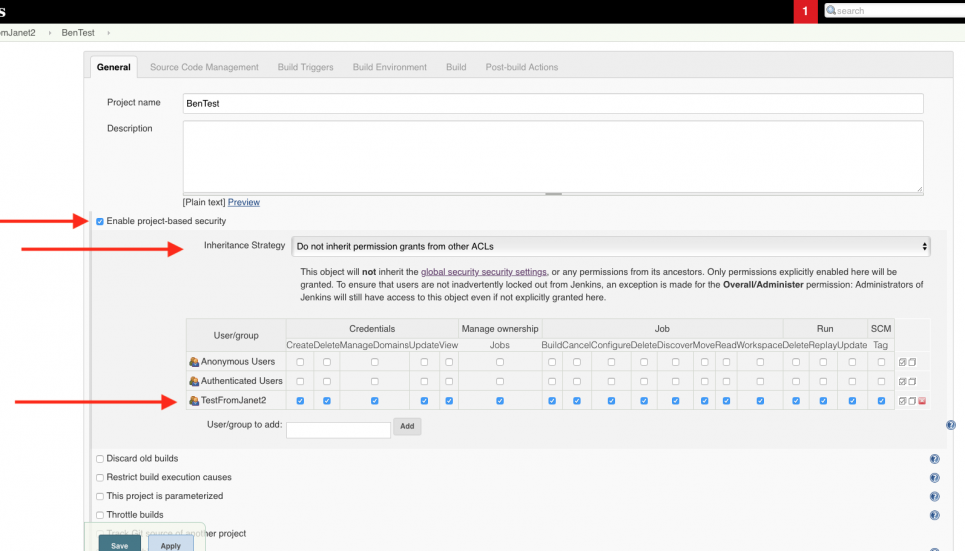 s
1 search
mJanet2 › BenTest ›
General Source Code Management Build Triggers Build Environment Build Post-build Actions
Project name BenTest
Description
[Plain text] Preview
Enable project-based security
Inheritance Strategy Do not inherit permission grants from other ACLs
This object will not inherit the global security security settings, or any permissions from its ancestors. Only permissions explicitly enabled here will be
granted. To ensure that users are not inadvertently locked out from Jenkins, an exception is made for the Overall/Administer permission: Administrators of
Jenkins will still have access to this object even if not explicitly granted here.
User/group Credentials Manage ownership Job Run SCM
Create Delete ManageDomains Update View Jobs Build Cancel Configure Delete Discover Move Read Workspace Delete Replay Update Tag
Anonymous Users
Authenticated Users
TestFromJanet2
User/group to add: Add
Discard old builds
Restrict build execution causes
This project is parameterized
Throttle builds
Track Git source of another project
Save Apply